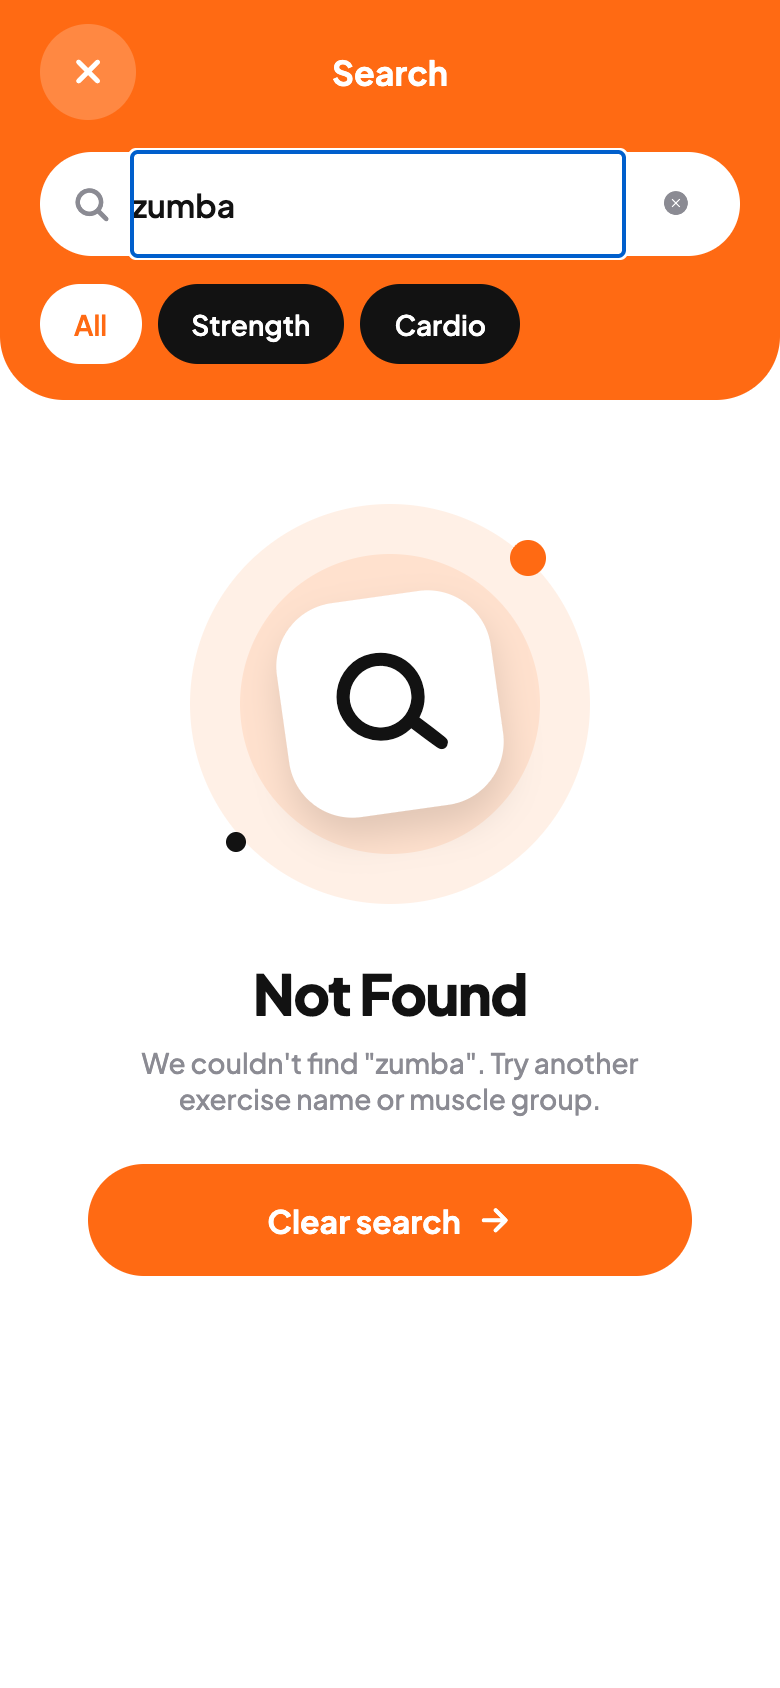 Search
zumba
All
Strength
Cardio
Not Found
We couldn't find "zumba". Try another
exercise name or muscle group.
Clear search